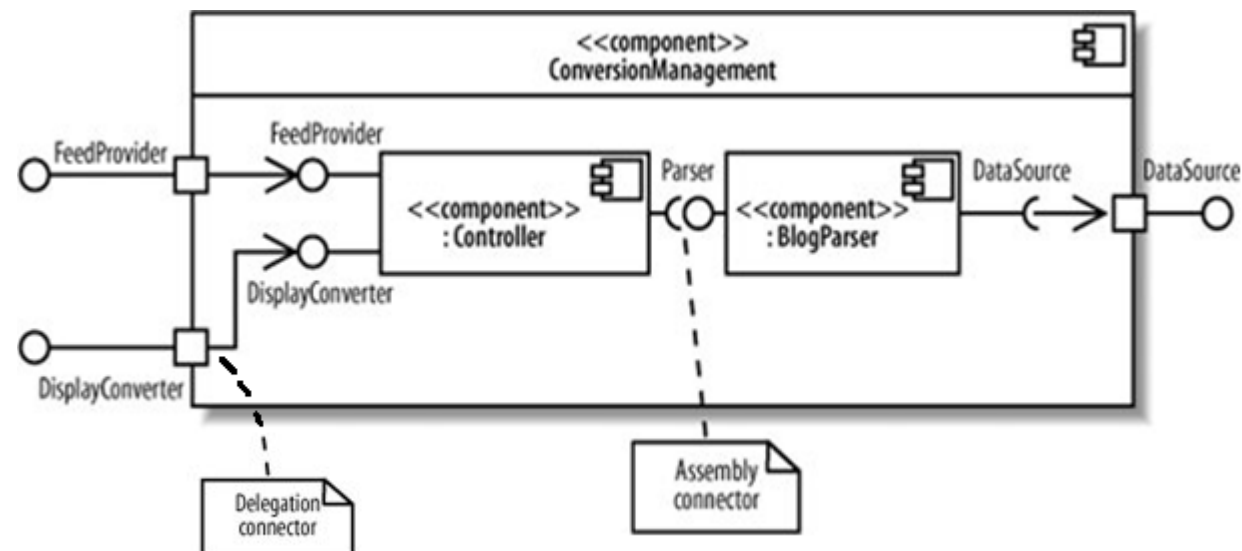 <<component>>
ConversionManagement
FeedProvider
FeedProvider
<<component>>
: Controller
Parser
<<component>>
: BlogParser
DataSource
DataSource
DisplayConverter
DisplayConverter
Delegation
connector
Assembly
connector